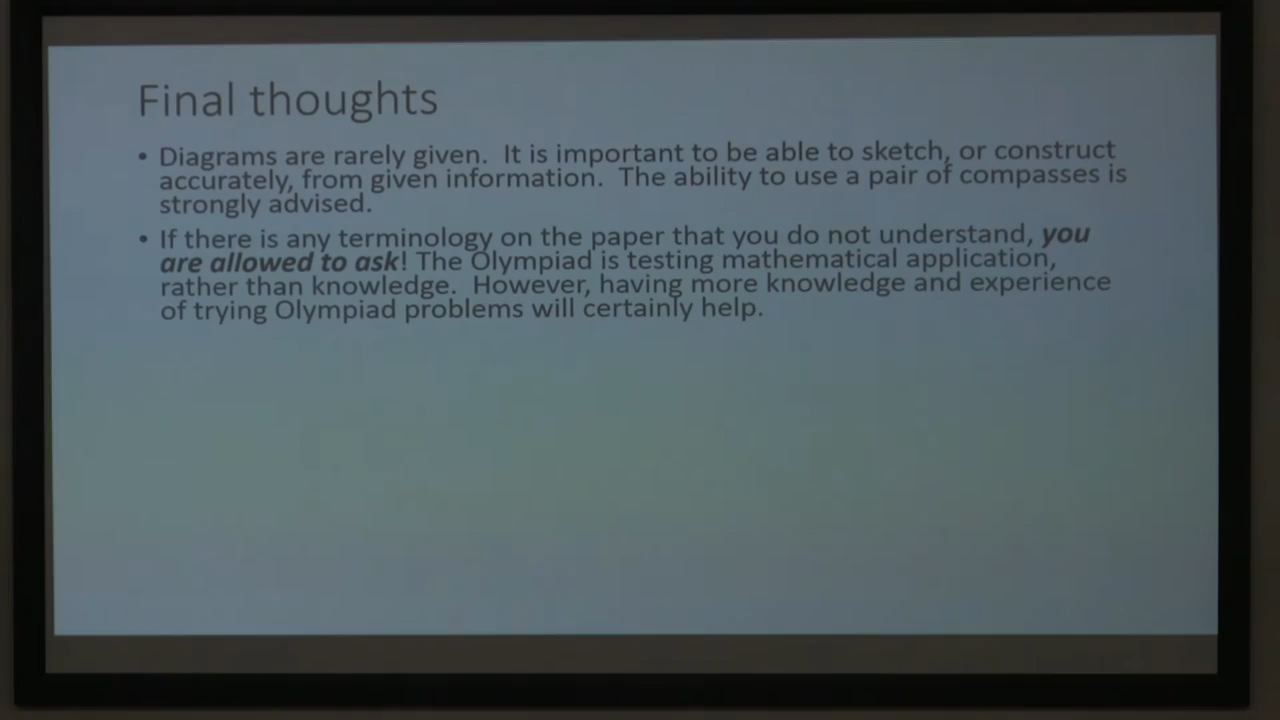 Final thoughts
• Diagrams are rarely given. It is important to be able to sketch, or construct
accurately, from given information. The ability to use a pair of compasses is
strongly advised.
• If there is any terminology on the paper that you do not understand, you
are allowed to ask! The Olympiad is testing mathematical application,
rather than knowledge. However, having more knowledge and experience
of trying Olympiad problems will certainly help.